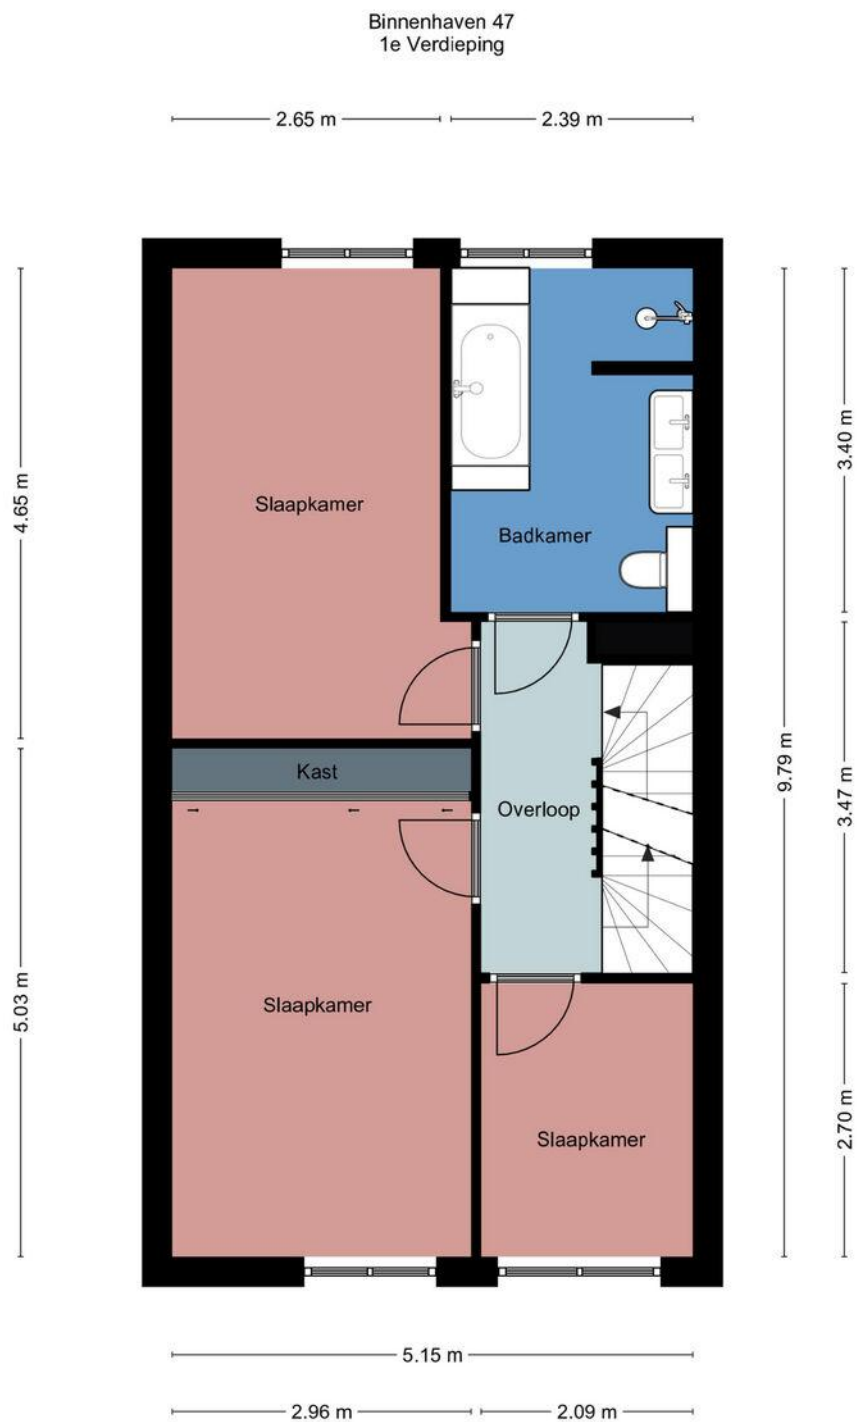 Binnenhaven 47
1e Verdieping
2.65 m
2.39 m
4.65 m
3.40 m
Slaapkamer
Badkamer
Kast
Overloop
9.79 m
3.47 m
5.03 m
Slaapkamer
Slaapkamer
2.70 m
5.15 m
2.96 m
2.09 m